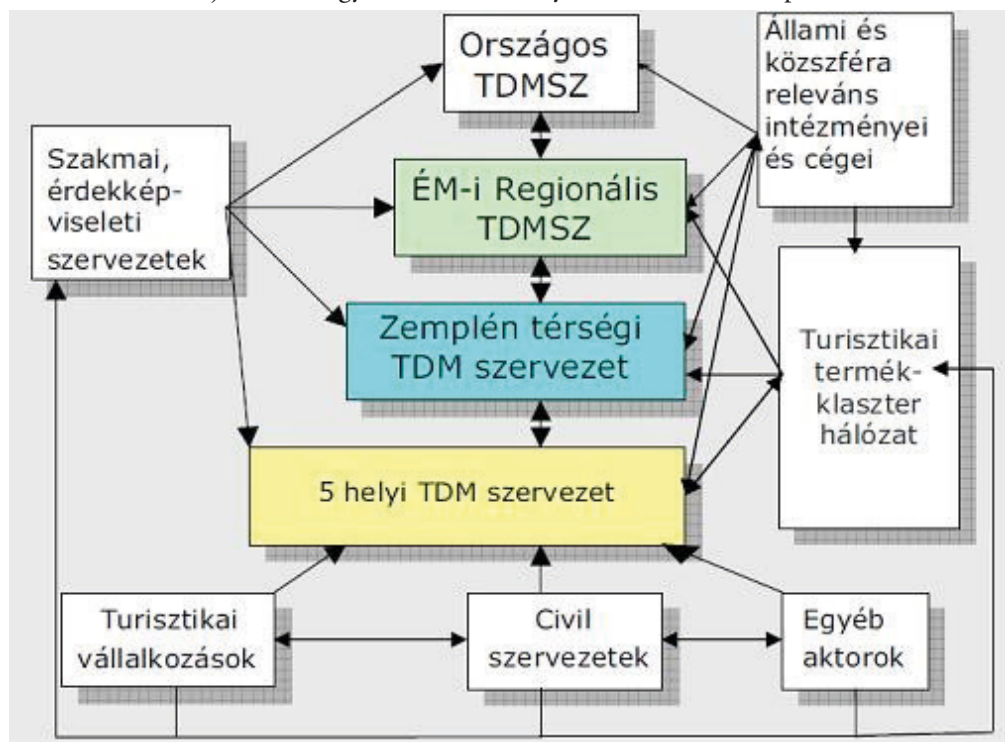 Országos
TDMSZ
Állami és
közszféra
releváns
intézményei
és cégei
Szakmai,
érdekkép-
viseleti
szervezetek
ÉM-i Regionális
TDMSZ
Zemplén térségi
TDM szervezet
Turisztikai
termék-
klaszter
hálózat
5 helyi TDM szervezet
Turisztikai
vállalkozások
Civil
szervezetek
Egyéb
aktorok